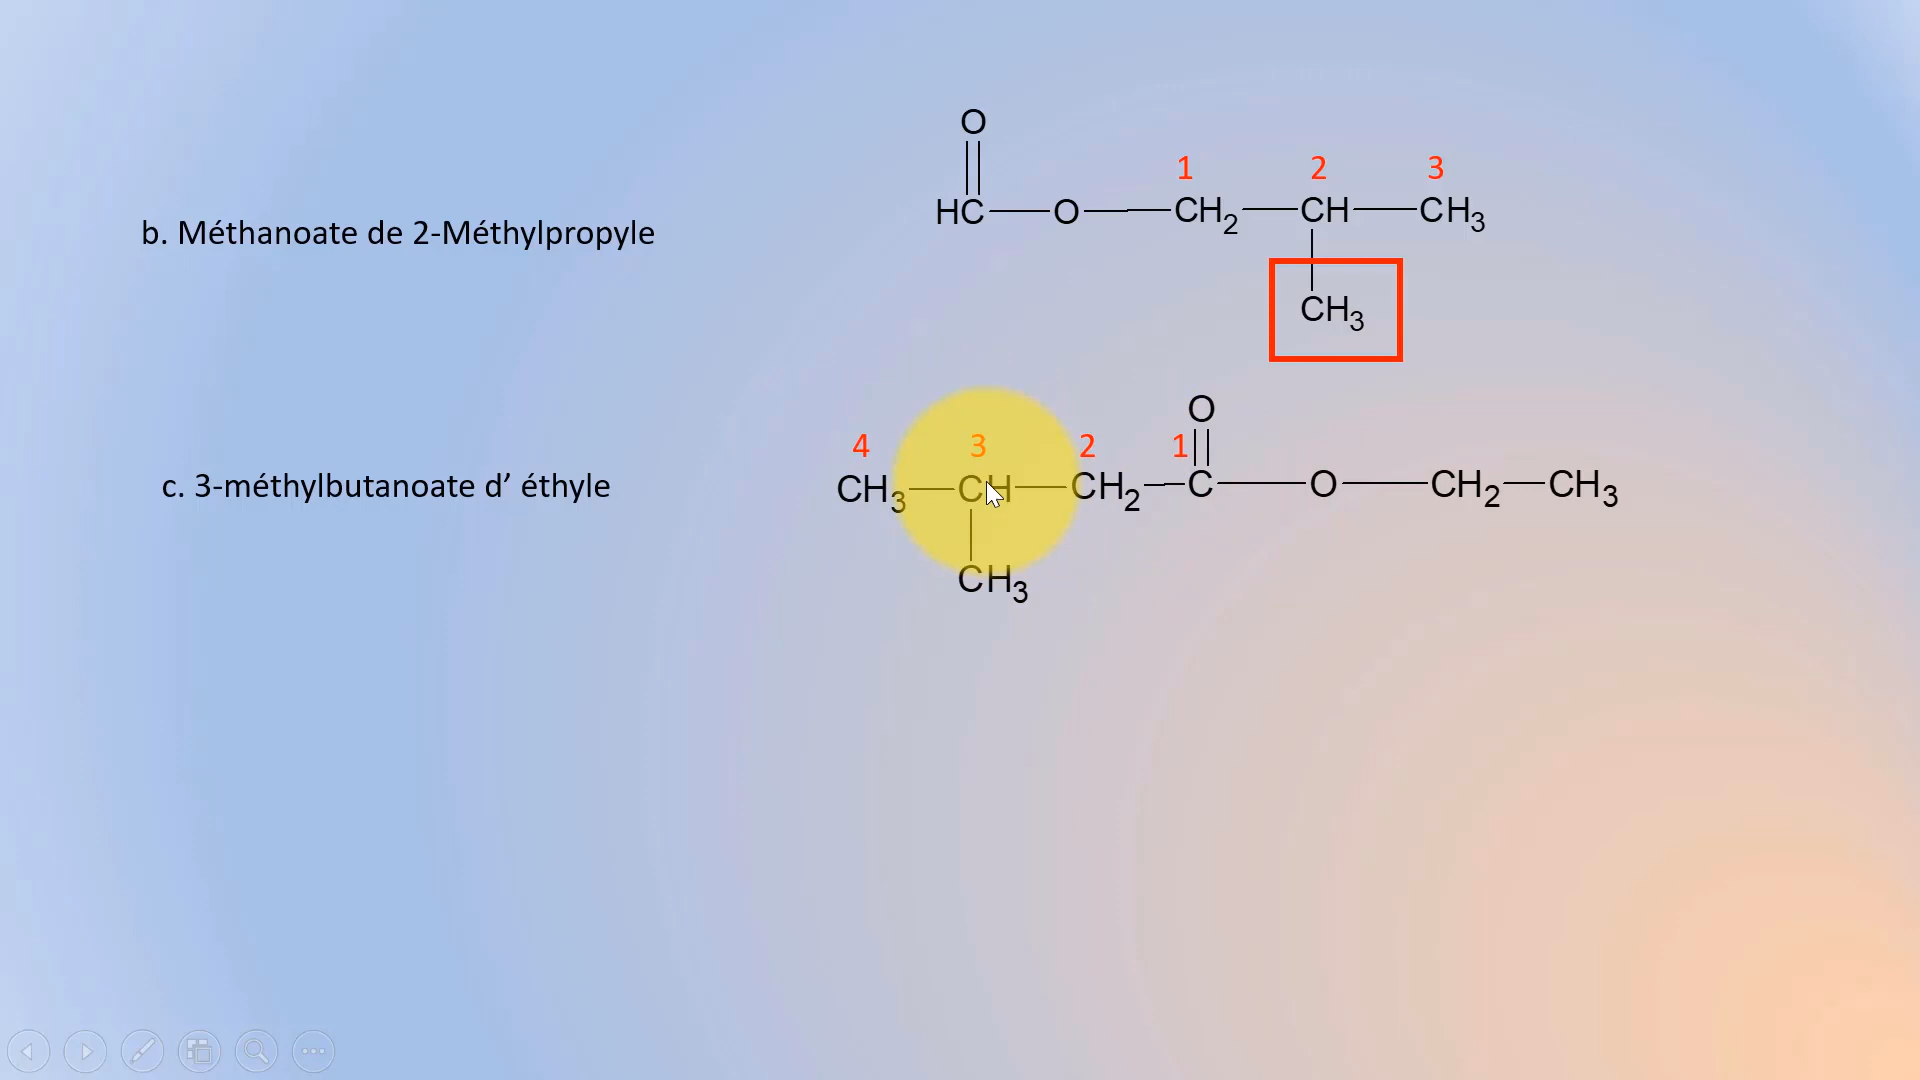 O
1 2 3
b. Méthanoate de 2-Méthylpropyle
HC O CH2 CH CH3
CH3
O
4 3 2 1
c. 3-méthylbutanoate d’ éthyle
CH3 CH CH2 C O CH2 CH3
CH3